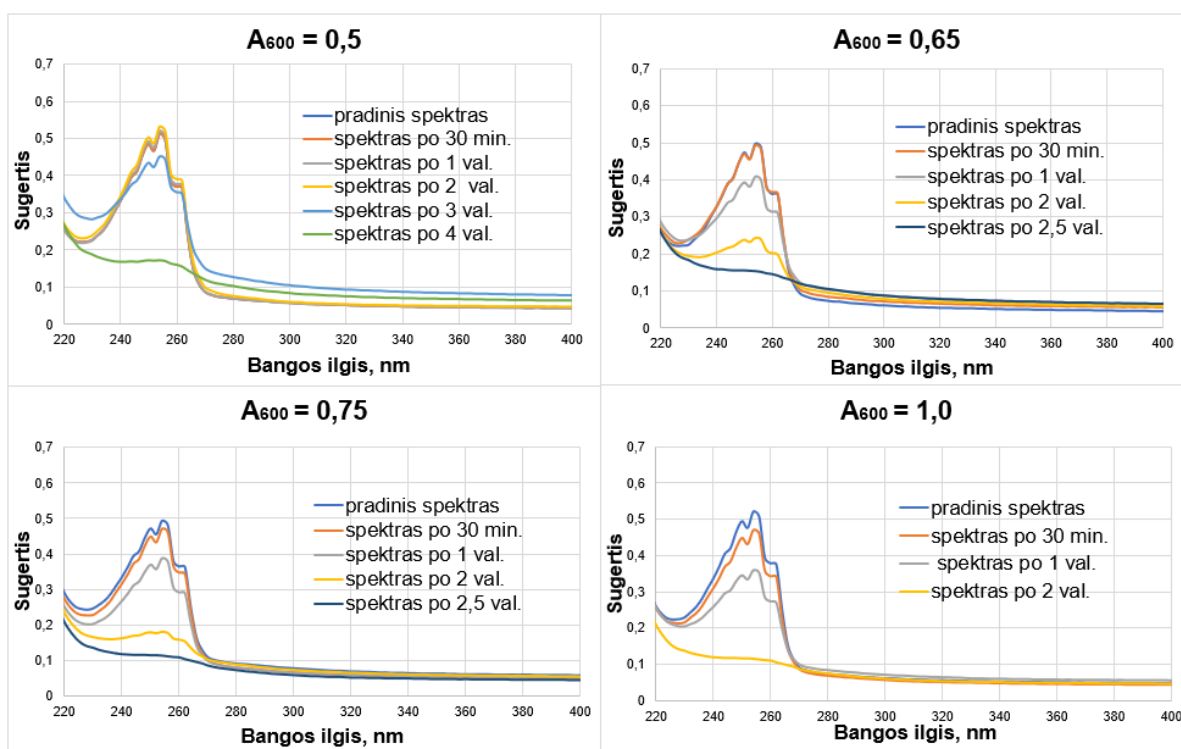 A600 = 0,5
0,7
0,6
0,5
0,4
0,3
0,2
0,1
0
Sugertis
pradinis spektras
spektras po 30 min.
spektras po 1 val.
spektras po 2 val.
spektras po 3 val.
spektras po 4 val.
220 240 260 280 300 320 340 360 380 400
Bangos ilgis, nm
A600 = 0,65
0,7
0,6
0,5
0,4
0,3
0,2
0,1
0
Sugertis
pradinis spektras
spektras po 30 min.
spektras po 1 val.
spektras po 2 val.
spektras po 2,5 val.
220 240 260 280 300 320 340 360 380 400
Bangos ilgis, nm
A600 = 0,75
0,7
0,6
0,5
0,4
0,3
0,2
0,1
0
Sugertis
pradinis spektras
spektras po 30 min.
spektras po 1 val.
spektras po 2 val.
spektras po 2,5 val.
220 240 260 280 300 320 340 360 380 400
Bangos ilgis, nm
A600 = 1,0
0,7
0,6
0,5
0,4
0,3
0,2
0,1
0
Sugertis
pradinis spektras
spektras po 30 min.
spektras po 1 val.
spektras po 2 val.
220 240 260 280 300 320 340 360 380 400
Bangos ilgis, nm